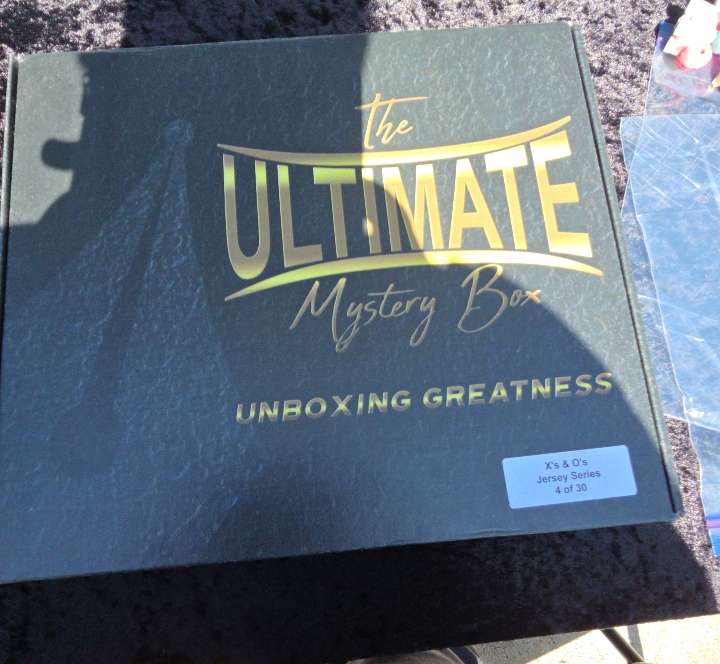 The
ULTIMATE
Mystery Box
UNBOXING GREATNESS
X's & O's
Jersey Series
4 of 30